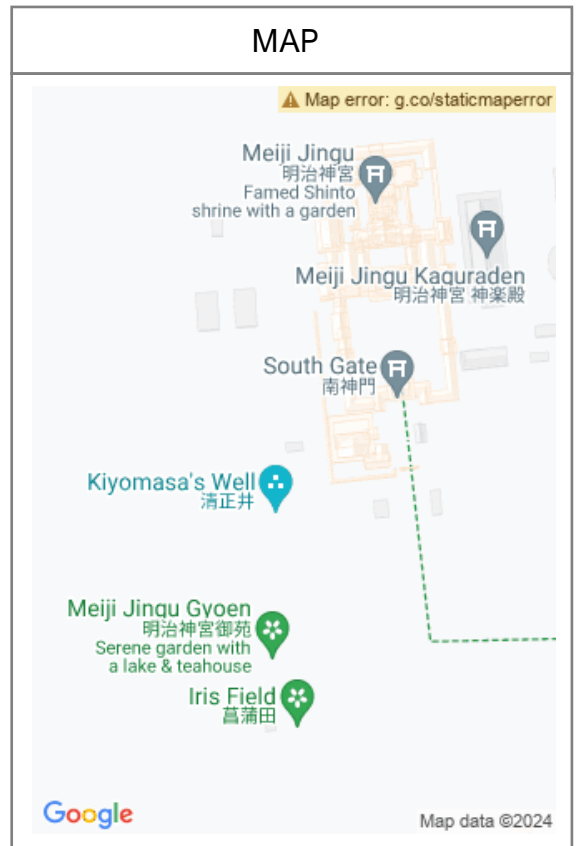 MAP
Map error: g.co/staticmaperror
Meiji Jingu
明治神宮
Famed Shinto
shrine with a garden
Meiji Jingu Kaguraden
明治神宮 神楽殿
South Gate
南神門
Kiyomasa's Well
清正井
Meiji Jingu Gyoen
明治神宮御苑
Serene garden with
a lake & teahouse
Iris Field
菖蒲田
Google
Map data ©2024